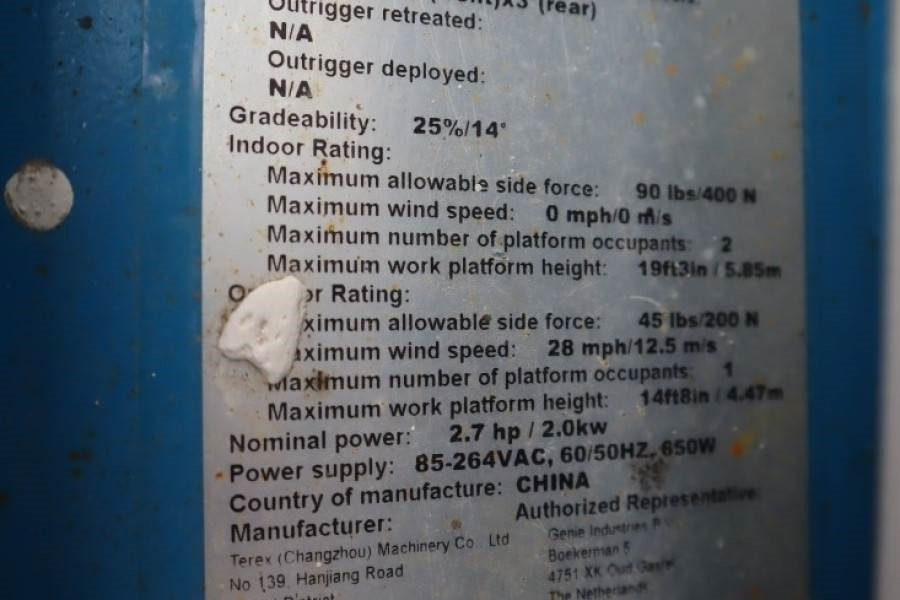 (rear)
Outrigger retreated:
N/A
Outrigger deployed:
N/A
Gradeability: 25%/14°
Indoor Rating:
Maximum allowable side force: 90 lbs/400 N
Maximum wind speed: 0 mph/0 m/s
Maximum number of platform occupants: 2
Maximum work platform height: 19ft3in / 5.85m
Rating:
ximum allowable side force: 45 lbs/200 N
aximum wind speed: 28 mph/12.5 m/s
Maximum number of platform occupants: 1
Maximum work platform height: 14ft8in / 4.47m
Nominal power: 2.7 hp / 2.0kw
Power supply: 85-264VAC, 60/50HZ, 650W
Country of manufacture: CHINA
Manufacturer: Authorized Representative:
Terex (Changzhou) Machinery Co., Ltd Genie Industries B.V.
No 139, Hanjiang Road Boekerman 5
District 4751 XK Oud
The Netherlands